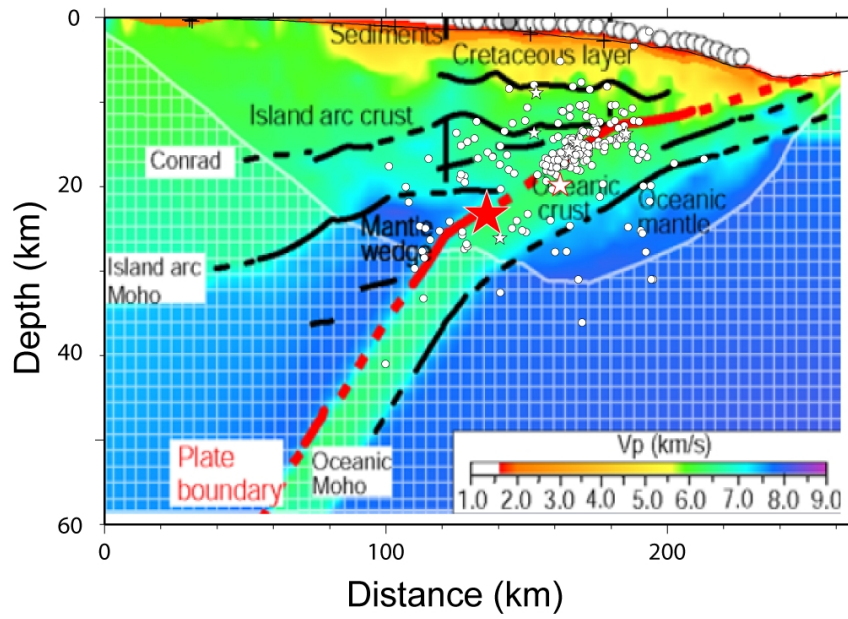 0
20
40
60
Depth (km)
Sediments
Cretaceous layer
Island arc crust
Conrad
Oceanic
crust
Oceanic
mantle
Mantle
wedge
Island arc
Moho
Plate
boundary
Oceanic
Moho
Vp (km/s)
1.0 2.0 3.0 4.0 5.0 6.0 7.0 8.0 9.0
0 100 200
Distance (km)